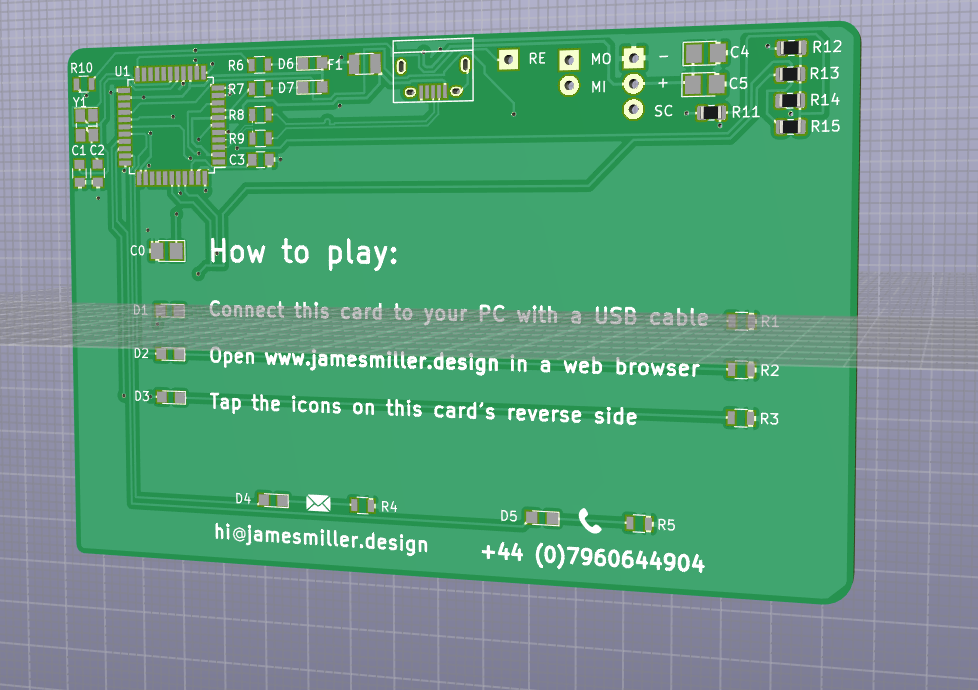 R10
U1
R6
D6
F1
RE
MO
-
C4
R12
Y1
R7
D7
MI
+
C5
R13
R8
SC
R11
R14
C1
C2
R9
R15
C3
C0
How to play:
D1
Connect this card to your PC with a USB cable
R1
D2
Open www.jamesmiller.design in a web browser
R2
D3
Tap the icons on this card's reverse side
R3
D4
R4
D5
R5
hi@jamesmiller.design
+44 (0)7960644904